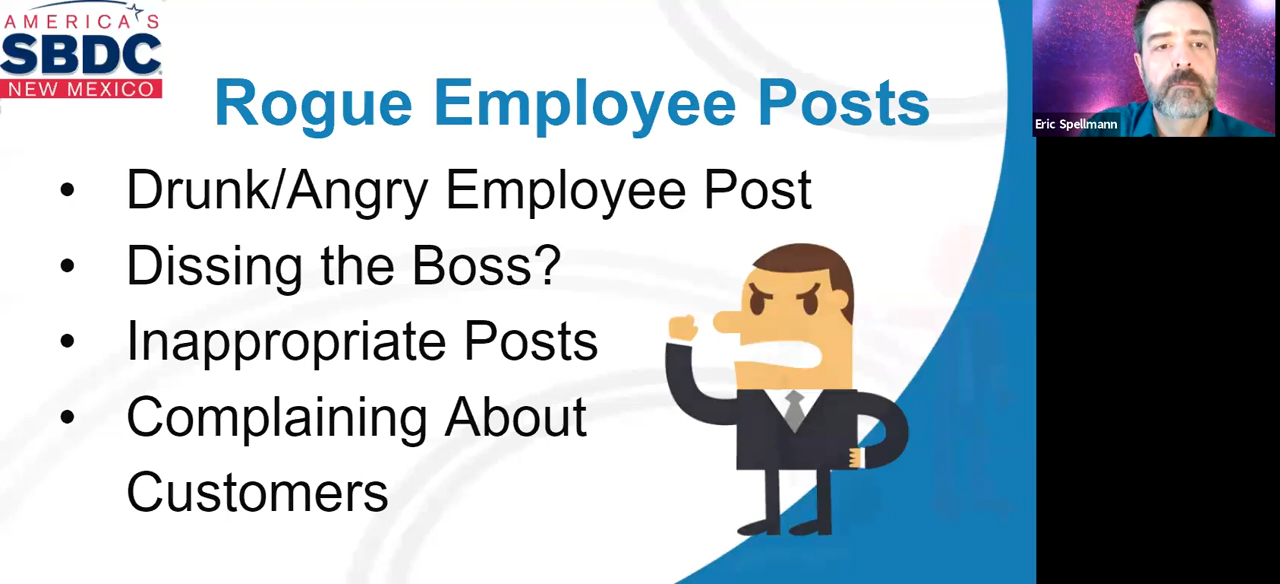 AMERICA'S
SBDC
NEW MEXICO
Rogue Employee Posts
• Drunk/Angry Employee Post
• Dissing the Boss?
• Inappropriate Posts
• Complaining About
Customers
Eric Spellmann